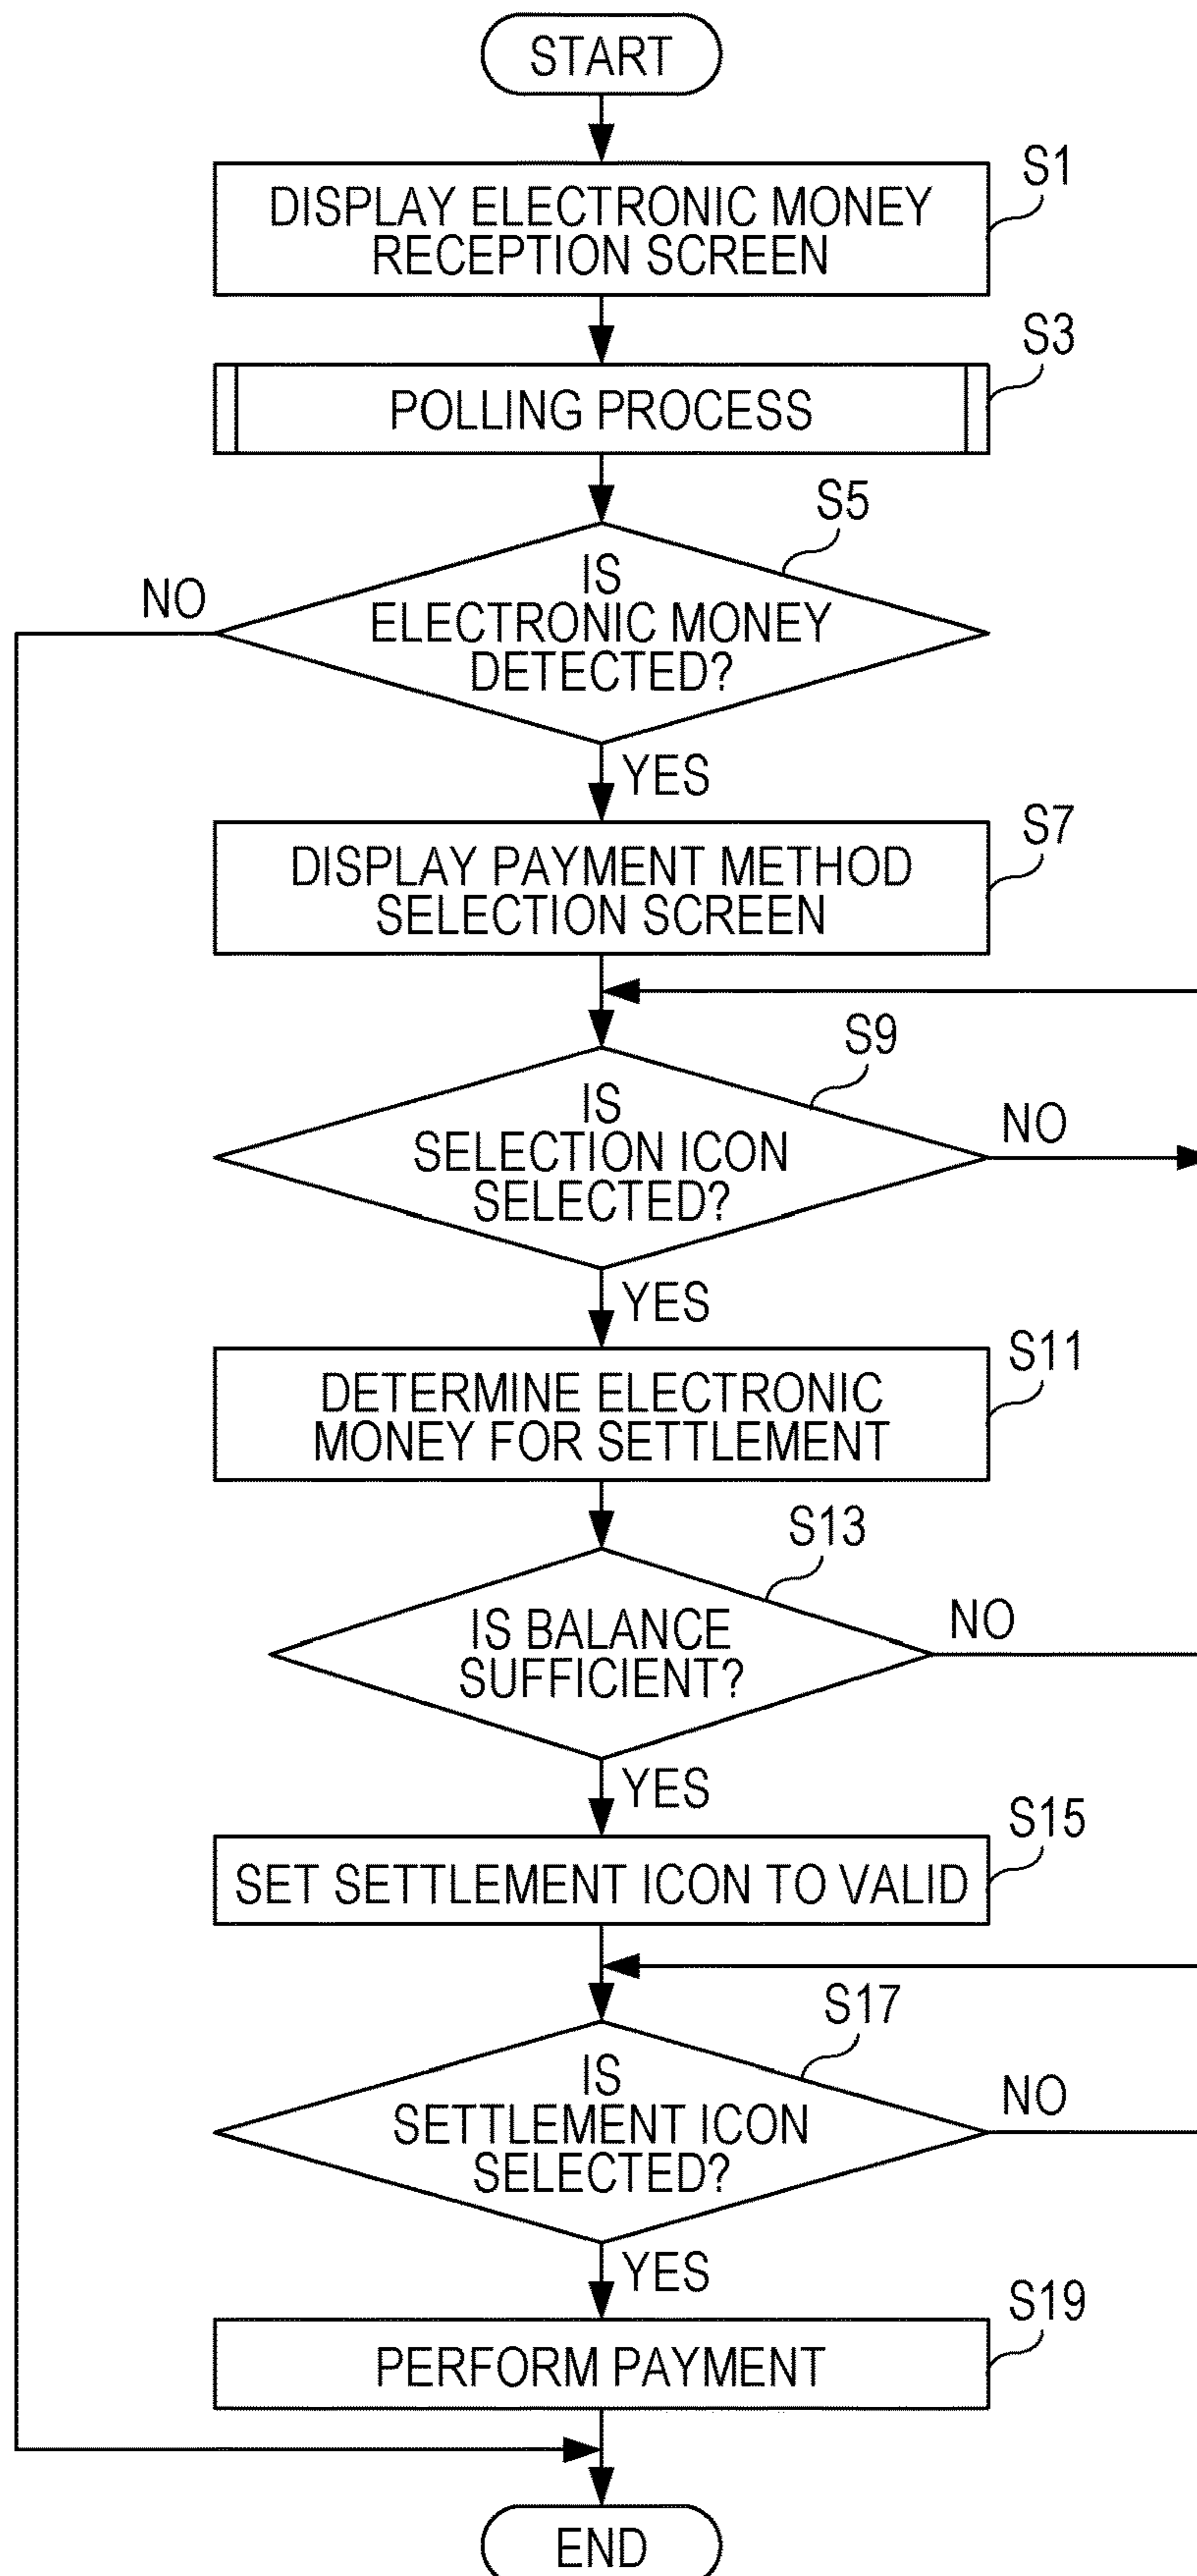 START
S1
DISPLAY ELECTRONIC MONEY
RECEPTION SCREEN
S3
POLLING PROCESS
S5
NO
IS
ELECTRONIC MONEY
DETECTED?
YES
S7
DISPLAY PAYMENT METHOD
SELECTION SCREEN
S9
IS
SELECTION ICON
SELECTED?
NO
YES
S11
DETERMINE ELECTRONIC
MONEY FOR SETTLEMENT
S13
IS BALANCE
SUFFICIENT?
NO
YES
S15
SET SETTLEMENT ICON TO VALID
S17
IS
SETTLEMENT ICON
SELECTED?
NO
YES
S19
PERFORM PAYMENT
END